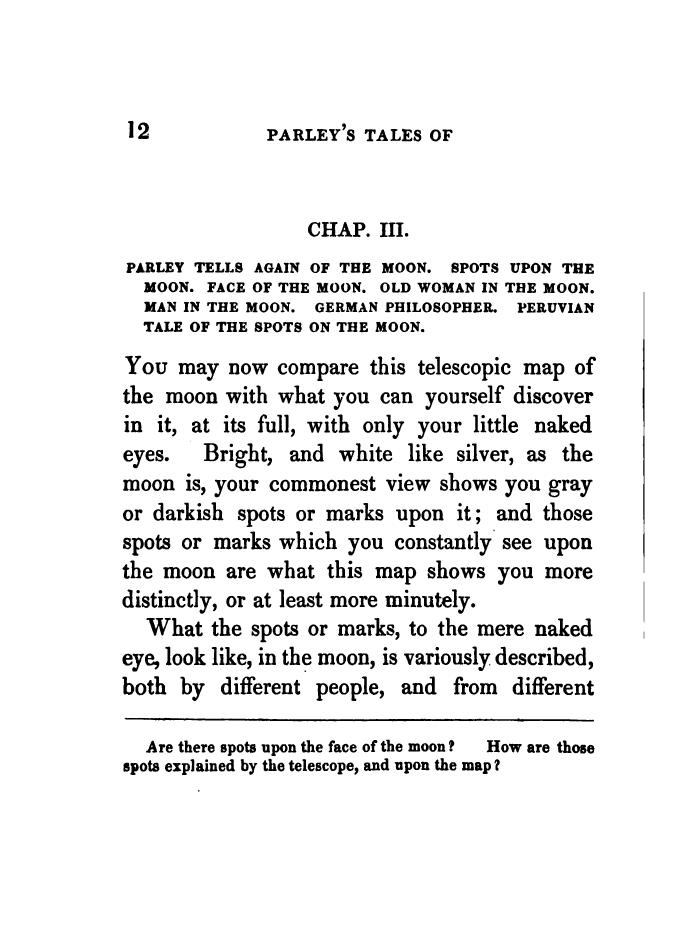 12 PARLEY'S TALES OF
CHAP. III.
PARLEY TELLS AGAIN OF THE MOON. SPOTS UPON THE
MOON. FACE OF THE MOON. OLD WOMAN IN THE MOON.
MAN IN THE MOON. GERMAN PHILOSOPHER. PERUVIAN
TALE OF THE SPOTS ON THE MOON.
YOU may now compare this telescopic map of
the moon with what you can yourself discover
in it, at its full, with only your little naked
eyes. Bright, and white like silver, as the
moon is, your commonest view shows you gray
or darkish spots or marks upon it; and those
spots or marks which you constantly see upon
the moon are what this map shows you more
distinctly, or at least more minutely.
What the spots or marks, to the mere naked
eye, look like, in the moon, is variously described,
both by different people, and from different
Are there spots upon the face of the moon? How are those
spots explained by the telescope, and upon the map?